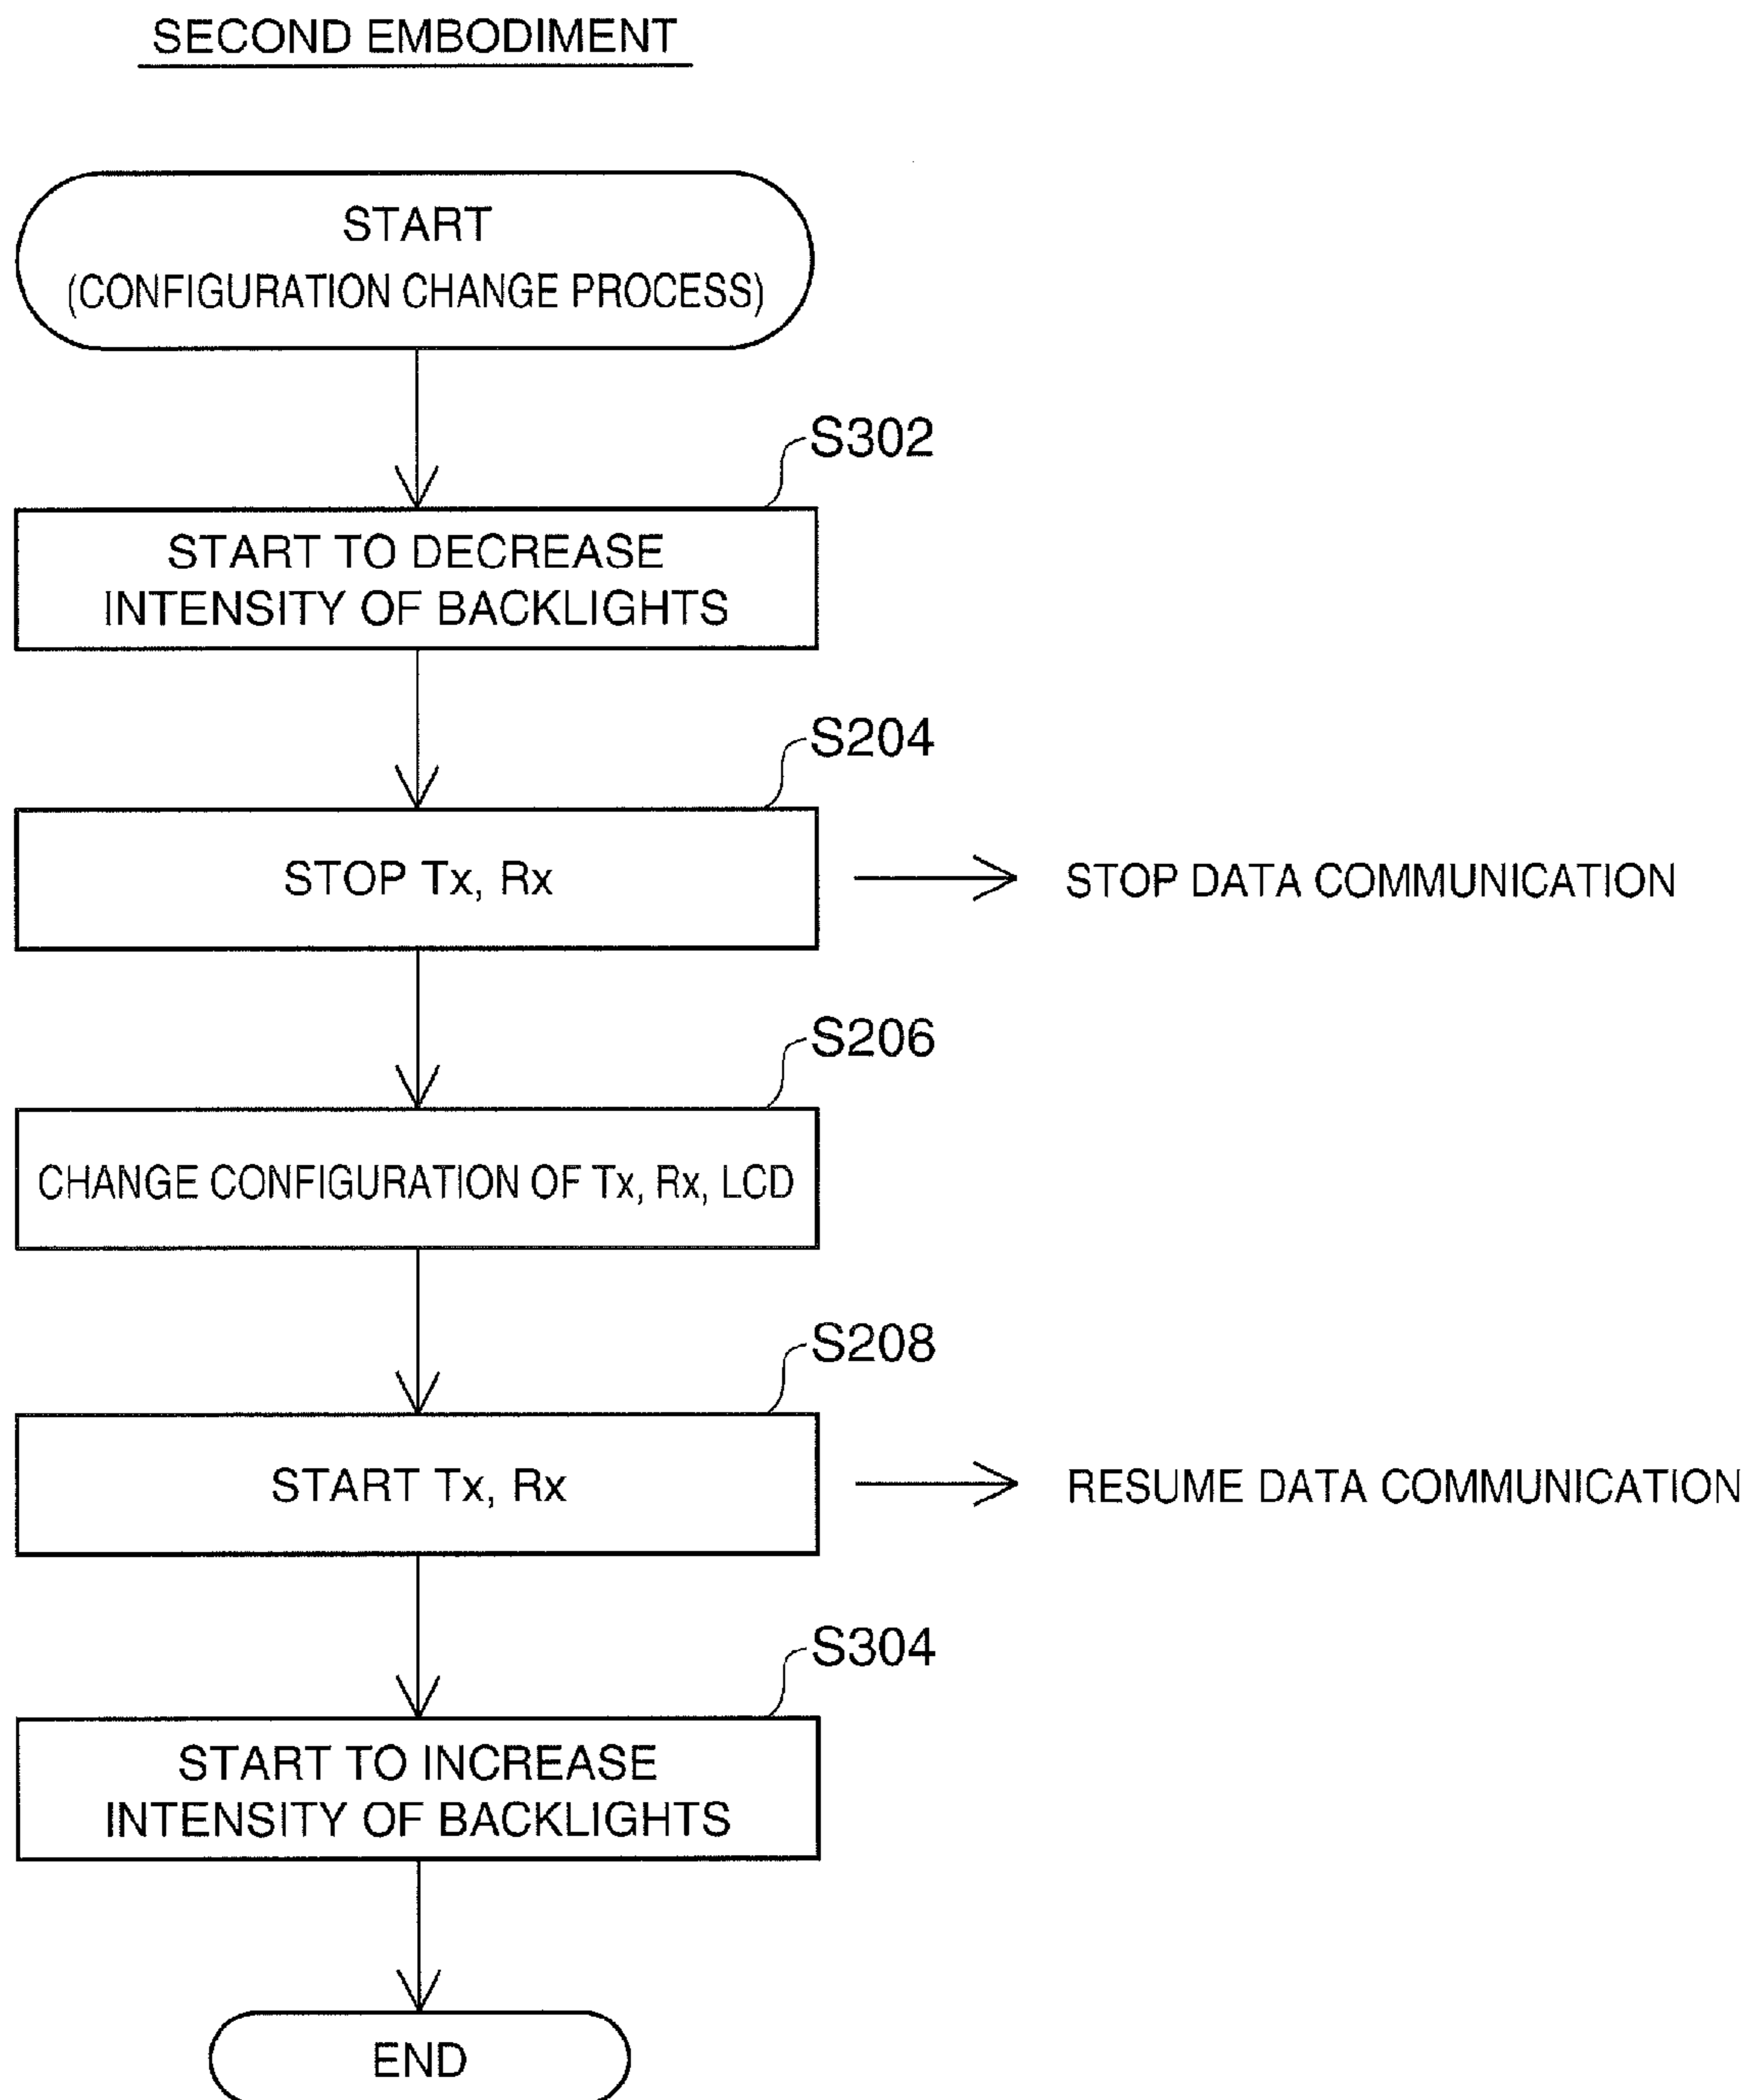 SECOND EMBODIMENT
START
(CONFIGURATION CHANGE PROCESS)
S302
START TO DECREASE
INTENSITY OF BACKLIGHTS
S204
STOP Tx, Rx
STOP DATA COMMUNICATION
S206
CHANGE CONFIGURATION OF Tx, Rx, LCD
S208
START Tx, Rx
RESUME DATA COMMUNICATION
S304
START TO INCREASE
INTENSITY OF BACKLIGHTS
END